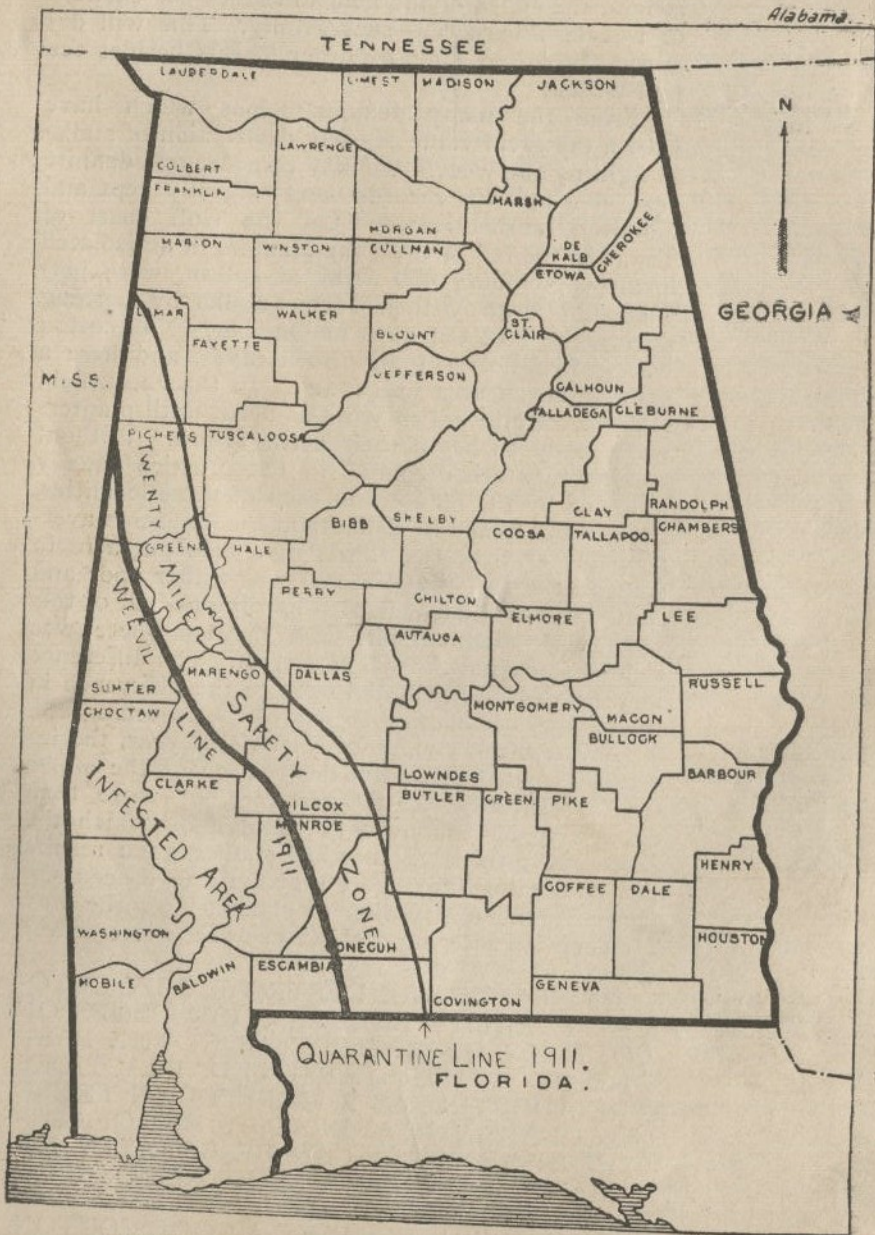 Alabama.
TENNESSEE
LAUDERDALE
LIMEST
MADISON
JACKSON
N
LAWRENCE
COLBERT
FRANKLIN
MARSH
MORGAN
MARION
WINSTON
CULLMAN
DE
KALB
CHEROKEE
ETOWA
GEORGIA
LAMAR
WALKER
BLOUNT
ST.
CLAIR
FAYETTE
MISS.
JEFFERSON
CALHOUN
TALLADEGA
CLEBURNE
PICKENS
TUSCALOOSA
TWENTY
MILE
SAFETY
ZONE
RANDOLPH
CLAY
BIBB
SHELBY
COOSA
TALLAPOO.
CHAMBERS
GREENE
HALE
PERRY
CHILTON
ELMORE
LEE
AUTAUGA
WEEVIL
LINE
1911
SUMTER
MARENGO
DALLAS
RUSSELL
CHOCTAW
MONTGOMERY
MACON
BULLOCK
LOWNDES
BARBOUR
CLARKE
INFESTED AREA
WILCOX
BUTLER
CREEN.
PIKE
MONROE
HENRY
COFFEE
DALE
WASHINGTON
CONECUH
HOUSTON
MOBILE
BALDWIN
ESCAMBIA
COVINGTON
GENEVA
QUARANTINE LINE 1911.
FLORIDA.